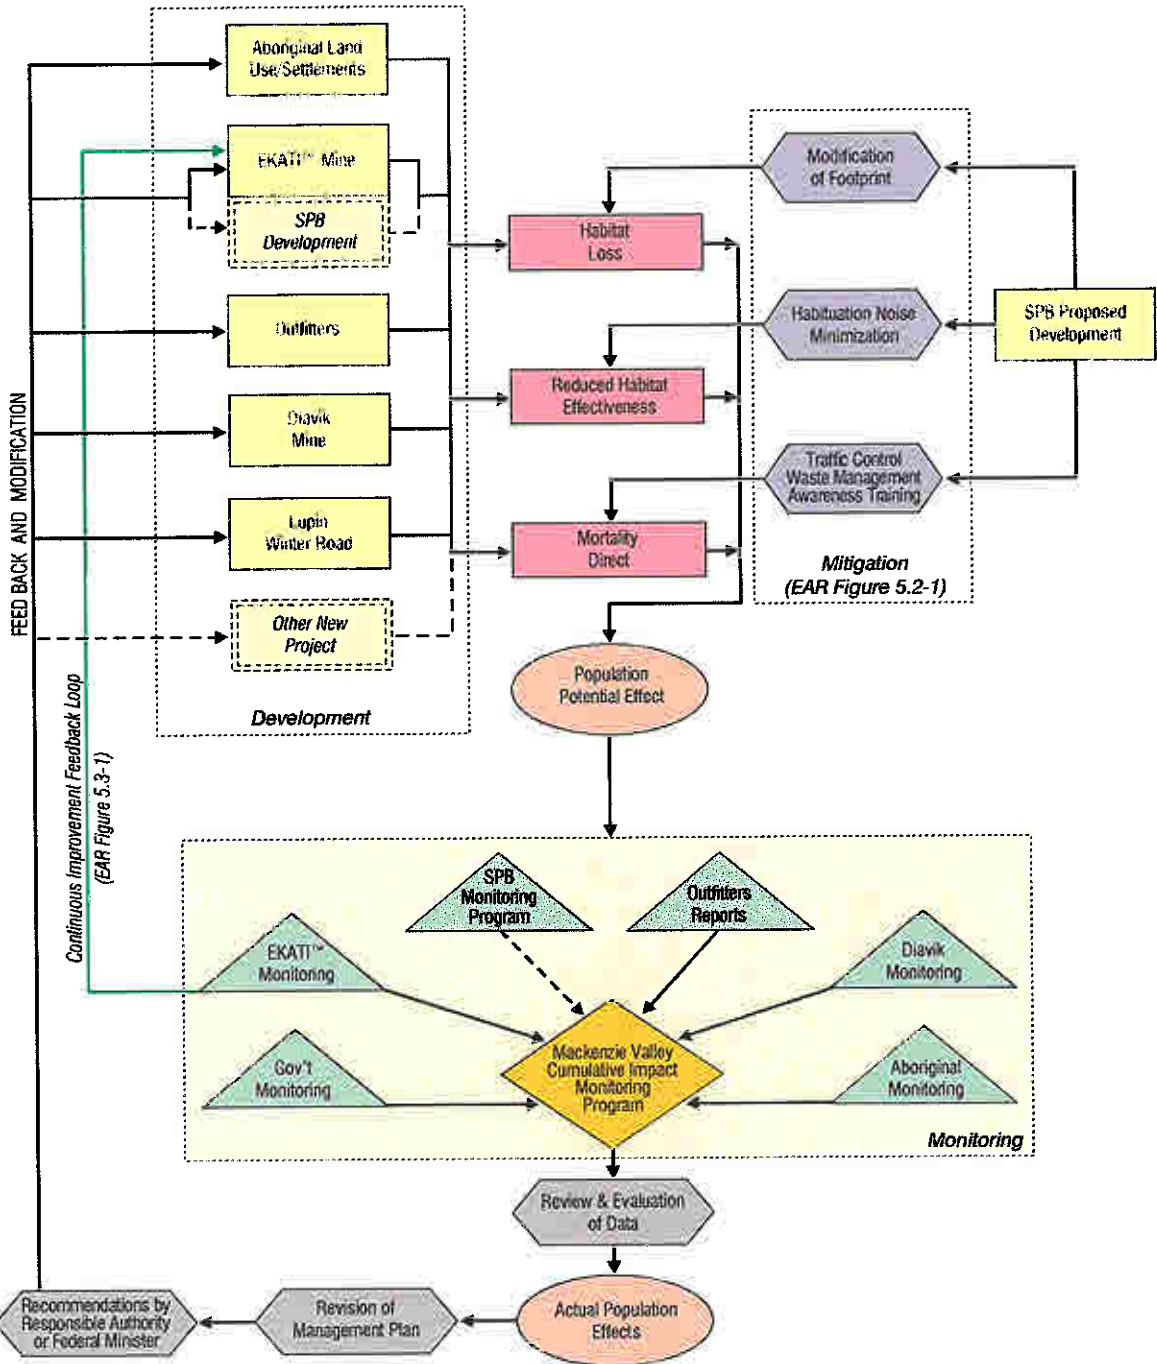 Aboriginal Land
Use/Settlements
EKATI™ Mine
SPB
Development
Outfitters
Diavik
Mine
Lupin
Winter Road
Other New
Project
Development
FEED BACK AND MODIFICATION
Continuous Improvement Feedback Loop
(EAR Figure 5.3-1)
Habitat
Loss
Reduced Habitat
Effectiveness
Mortality
Direct
Modification
of Footprint
Habituation Noise
Minimization
Traffic Control
Waste Management
Awareness Training
Mitigation
(EAR Figure 5.2-1)
SPB Proposed
Development
Population
Potential Effect
SPB
Monitoring
Program
Outfitters
Reports
EKATI™
Monitoring
Diavik
Monitoring
Gov't
Monitoring
Mackenzie Valley
Cumulative Impact
Monitoring
Program
Aboriginal
Monitoring
Monitoring
Review & Evaluation
of Data
Actual Population
Effects
Revision of
Management Plan
Recommendations by
Responsible Authority
or Federal Minister